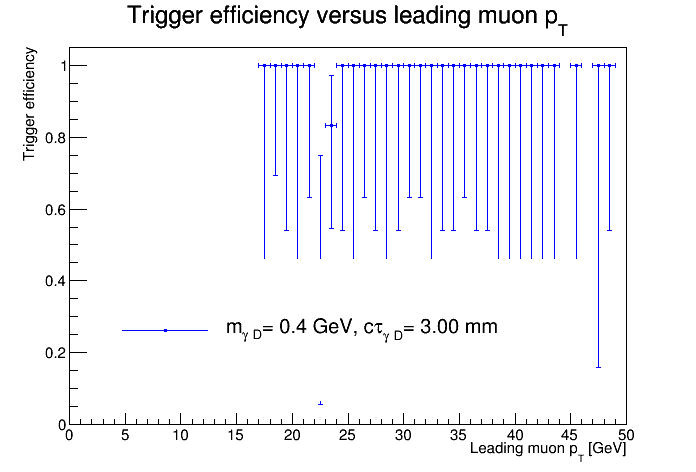 Trigger efficiency versus leading muon p_T
Trigger efficiency
1
0.8
0.6
0.4
0.2
0
m_γ D= 0.4 GeV, cτ_γ D= 3.00 mm
0 5 10 15 20 25 30 35 40 45 50
Leading muon p_T [GeV]